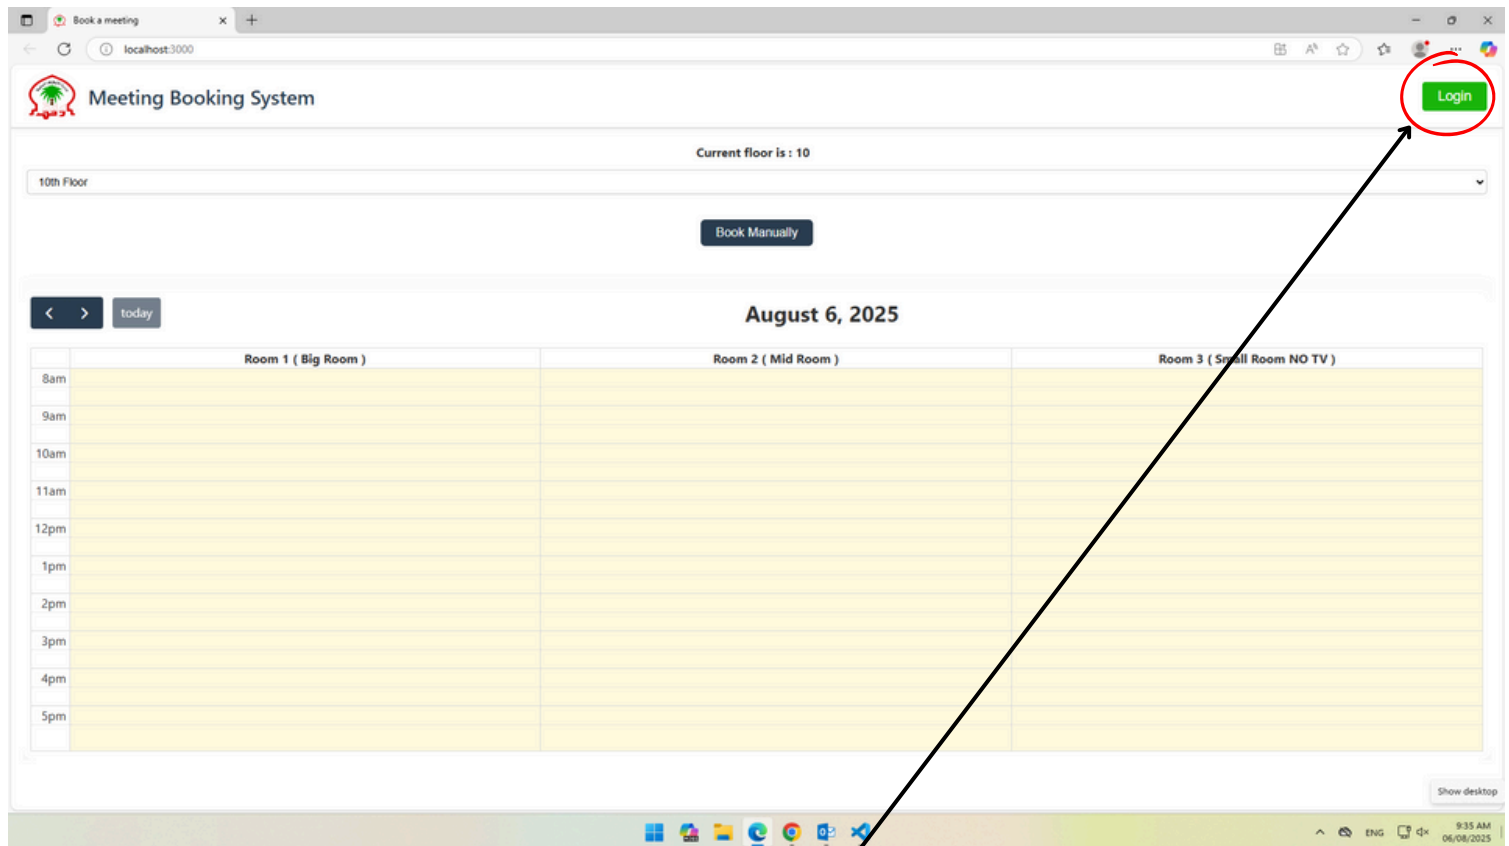 Book a meeting
localhost:3000
Meeting Booking System
Login
Current floor is : 10
10th Floor
Book Manually
today
August 6, 2025
Room 1 ( Big Room )
Room 2 ( Mid Room )
Room 3 ( Small Room NO TV )
8am
9am
10am
11am
12pm
1pm
2pm
3pm
4pm
5pm
Show desktop
ENG
9:35 AM
06/08/2025